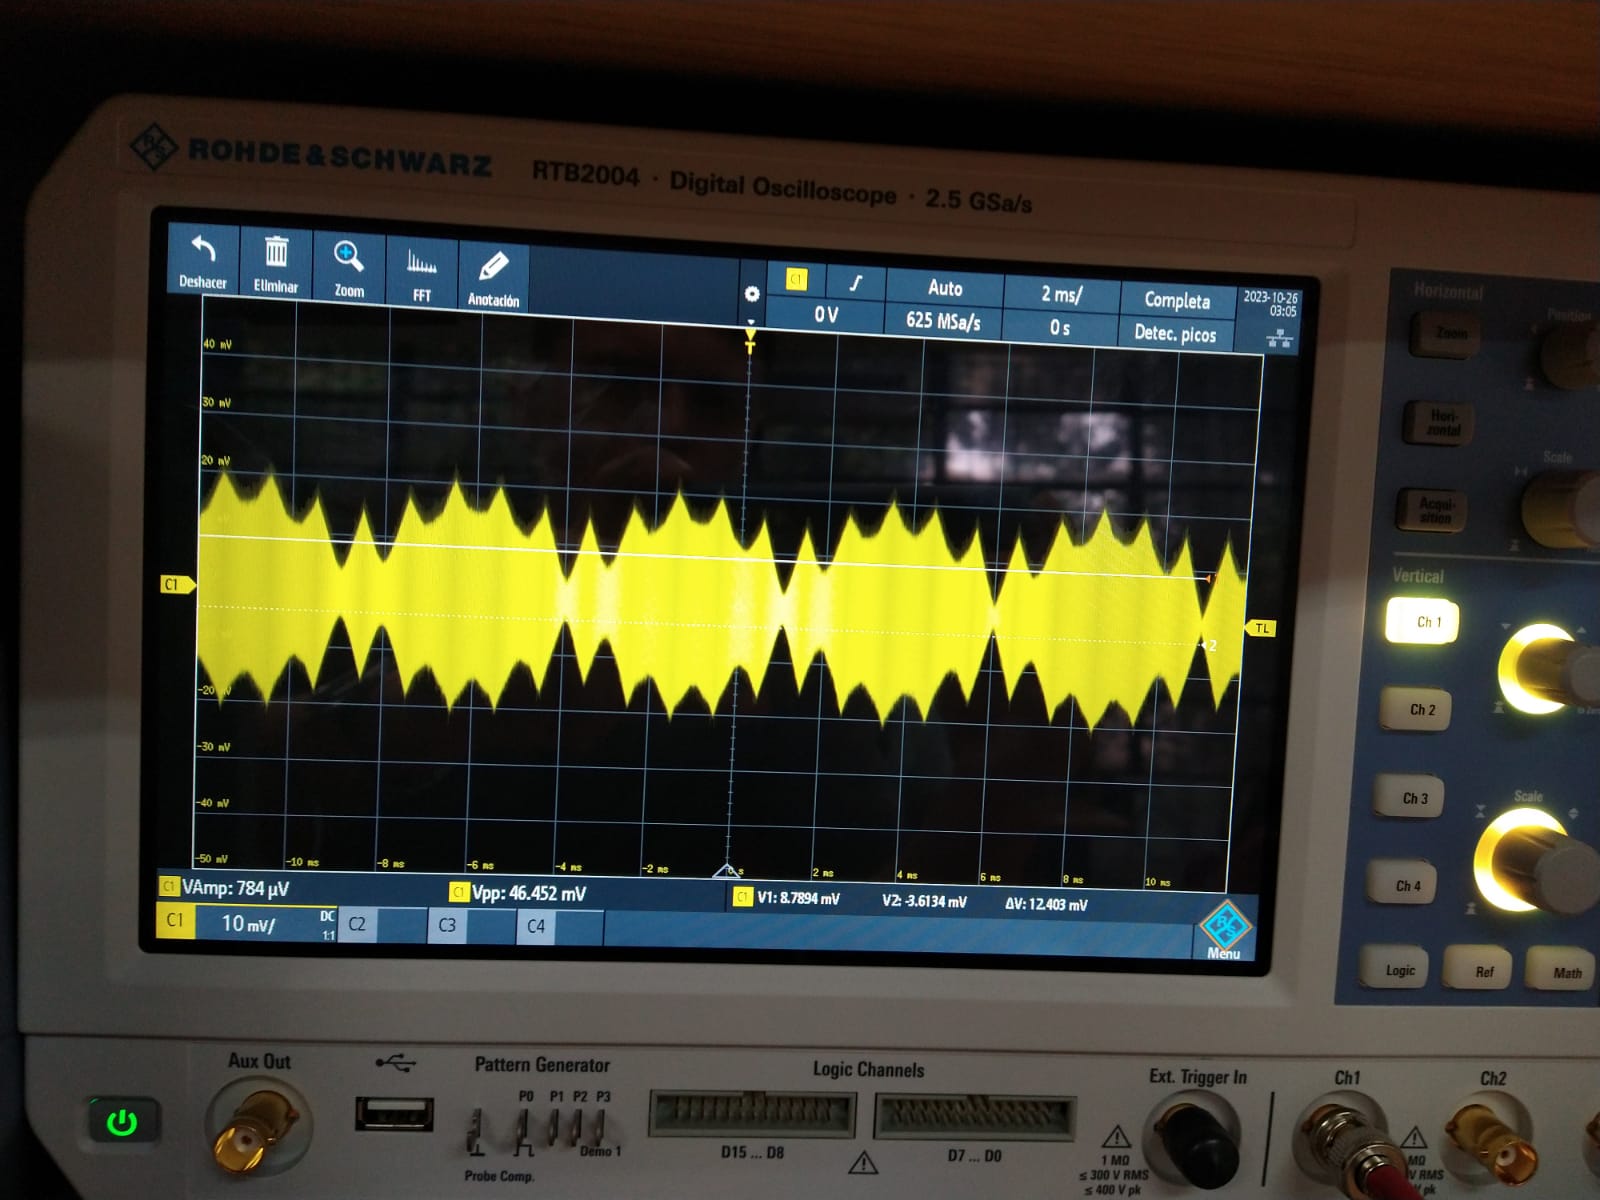 ROHDE&SCHWARZ RTB2004 · Digital Oscilloscope · 2.5 GSa/s
Deshacer Eliminar Zoom FFT Anotación
C1 Auto 2 ms/ Completa 2023-10-26
0 V 625 MSa/s 0 s Detec. picos 03:05
T
40 mV
30 mV
20 mV
C1
TL
2
-20
-30 mV
-40 mV
-50 mV -10 ms -8 ms -6 ms -4 ms -2 ms 0 s 2 ms 4 ms 6 ms 8 ms 10 ms
C1 VAmp: 784 µV C1 Vpp: 46.452 mV C1 V1: 8.7894 mV V2: -3.6134 mV ΔV: 12.403 mV
C1 10 mV/ DC 1:1 C2 C3 C4 Menu
Horizontal
Zoom Position
Hori-
zontal
Scale
Acqui-
sition
Vertical
Ch 1
Ch 2
Ch 3 Scale
Ch 4
Logic Ref Math
Aux Out Pattern Generator Logic Channels Ext. Trigger In Ch1 Ch2
P0 P1 P2 P3
Demo 1
Probe Comp.
D15 ... D8 D7 ... D0
1 MΩ
≤ 300 V RMS
≤ 400 V pk
MΩ
V RMS
V pk